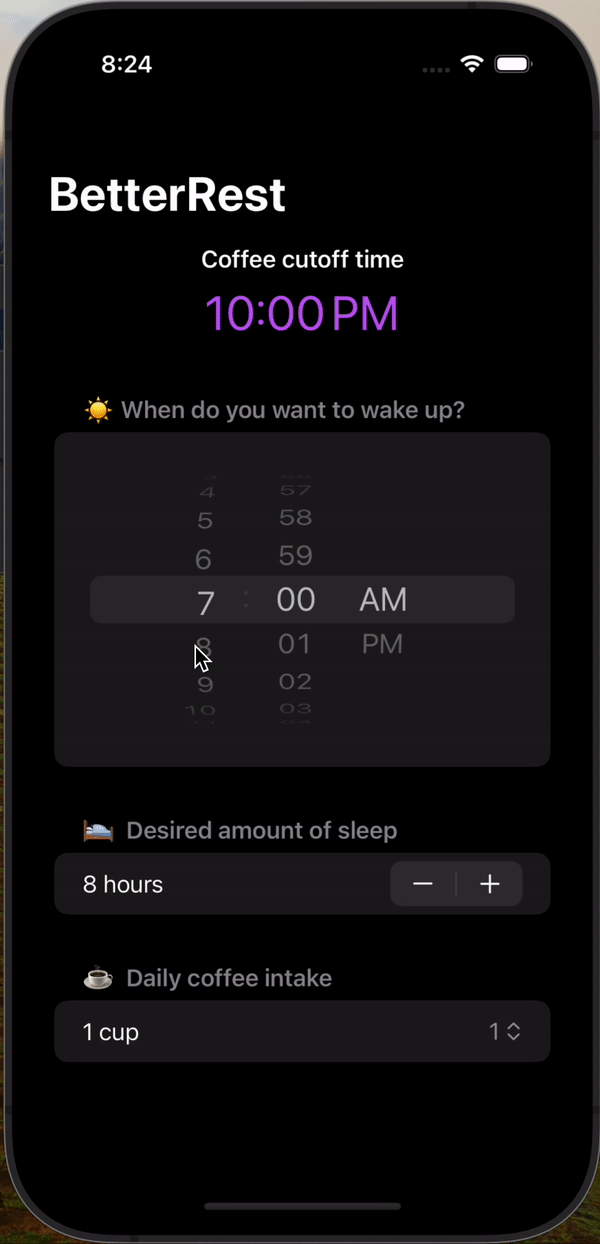 8:24
BetterRest
Coffee cutoff time
10:00 PM
☀️ When do you want to wake up?
4 57
5 58
6 59
7 : 00 AM
8 01 PM
9 02
10 03
🛌 Desired amount of sleep
8 hours − +
☕ Daily coffee intake
1 cup 1